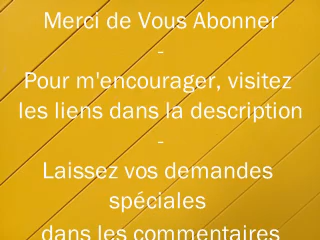 Merci de Vous Abonner
-
Pour m'encourager, visitez
les liens dans la description
-
Laissez vos demandes
spéciales
dans les commentaires